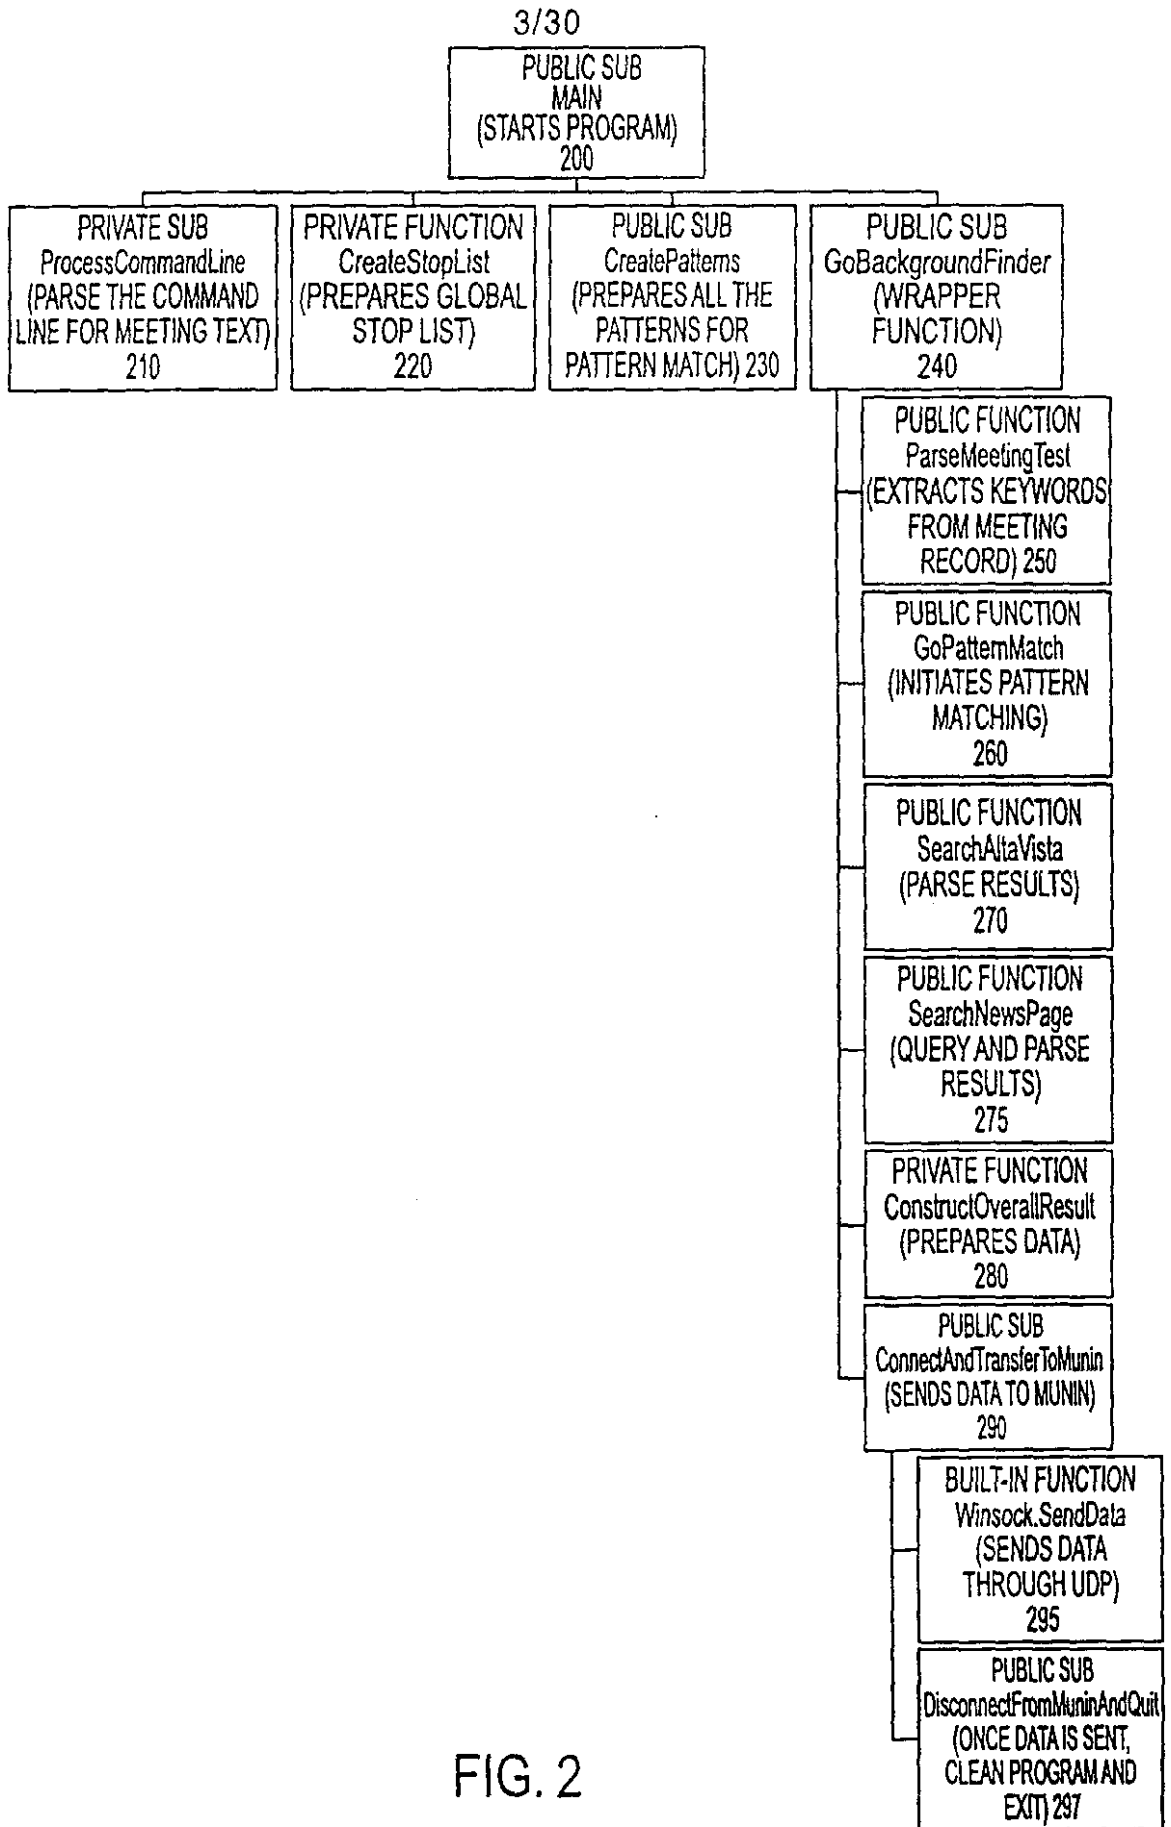 3/30
PUBLIC SUB
MAIN
(STARTS PROGRAM)
200
PRIVATE SUB
ProcessCommandLine
(PARSE THE COMMAND
LINE FOR MEETING TEXT)
210
PRIVATE FUNCTION
CreateStopList
(PREPARES GLOBAL
STOP LIST)
220
PUBLIC SUB
CreatePatterns
(PREPARES ALL THE
PATTERNS FOR
PATTERN MATCH) 230
PUBLIC SUB
GoBackgroundFinder
(WRAPPER
FUNCTION)
240
PUBLIC FUNCTION
ParseMeetingTest
(EXTRACTS KEYWORDS
FROM MEETING
RECORD) 250
PUBLIC FUNCTION
GoPatternMatch
(INITIATES PATTERN
MATCHING)
260
PUBLIC FUNCTION
SearchAltaVista
(PARSE RESULTS)
270
PUBLIC FUNCTION
SearchNewsPage
(QUERY AND PARSE
RESULTS)
275
PRIVATE FUNCTION
ConstructOverallResult
(PREPARES DATA)
280
PUBLIC SUB
ConnectAndTransferToMunin
(SENDS DATA TO MUNIN)
290
BUILT-IN FUNCTION
Winsock.SendData
(SENDS DATA
THROUGH UDP)
295
PUBLIC SUB
DisconnectFromMuninAndQuit
(ONCE DATA IS SENT,
CLEAN PROGRAM AND
EXIT) 297
FIG. 2